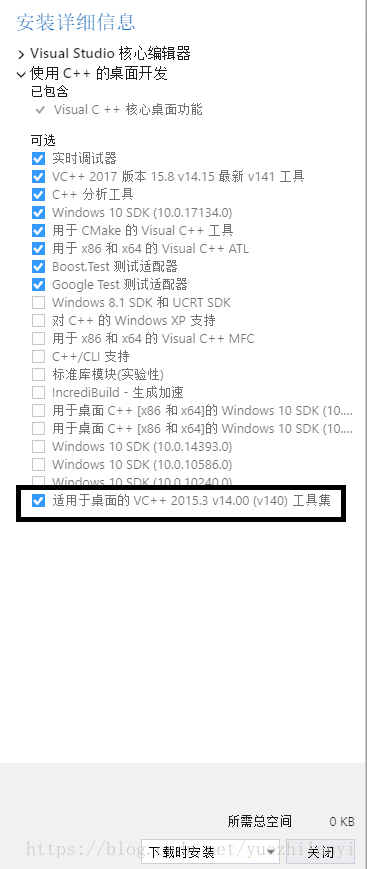 安装详细信息
Visual Studio 核心编辑器
使用 C++ 的桌面开发
已包含
Visual C ++ 核心桌面功能
可选
实时调试器
VC++ 2017 版本 15.8 v14.15 最新 v141 工具
C++ 分析工具
Windows 10 SDK (10.0.17134.0)
用于 CMake 的 Visual C++ 工具
用于 x86 和 x64 的 Visual C++ ATL
Boost.Test 测试适配器
Google Test 测试适配器
Windows 8.1 SDK 和 UCRT SDK
对 C++ 的 Windows XP 支持
用于 x86 和 x64 的 Visual C++ MFC
C++/CLI 支持
标准库模块(实验性)
IncrediBuild - 生成加速
用于桌面 C++ [x86 和 x64]的 Windows 10 SDK (10....
用于桌面 C++ [x86 和 x64]的 Windows 10 SDK (10....
Windows 10 SDK (10.0.14393.0)
Windows 10 SDK (10.0.10586.0)
Windows 10 SDK (10.0.10240.0)
适用于桌面的 VC++ 2015.3 v14.00 (v140) 工具集
所需总空间 0 KB
下载时安装 关闭